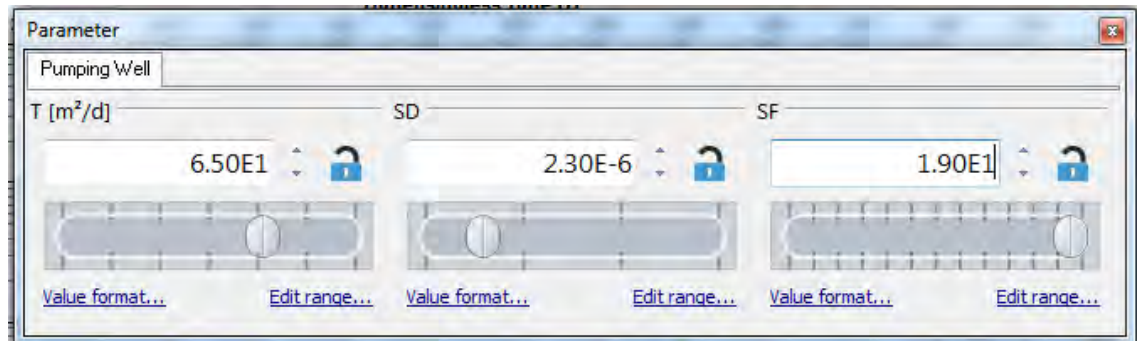 Parameter
Pumping Well
T [m²/d] SD SF
6.50E1 2.30E-6 1.90E1
Value format... Edit range... Value format... Edit range... Value format... Edit range...